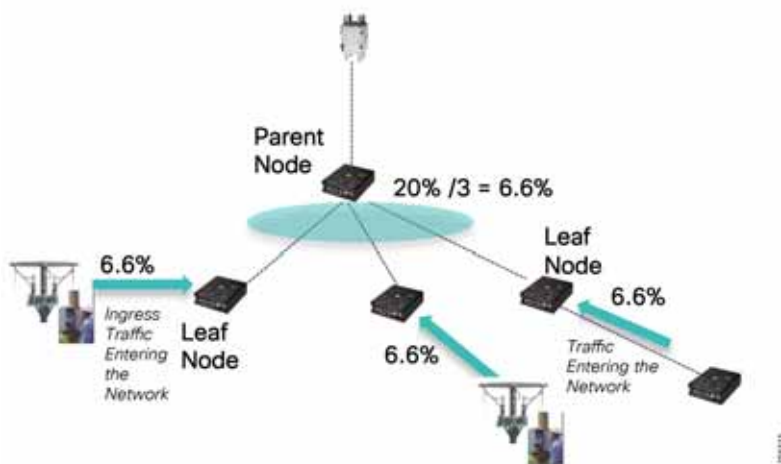 Parent
Node
20% /3 = 6.6%
6.6%
Ingress
Traffic
Entering
the
Network
Leaf
Node
6.6%
Leaf
Node
6.6%
Traffic
Entering the
Network